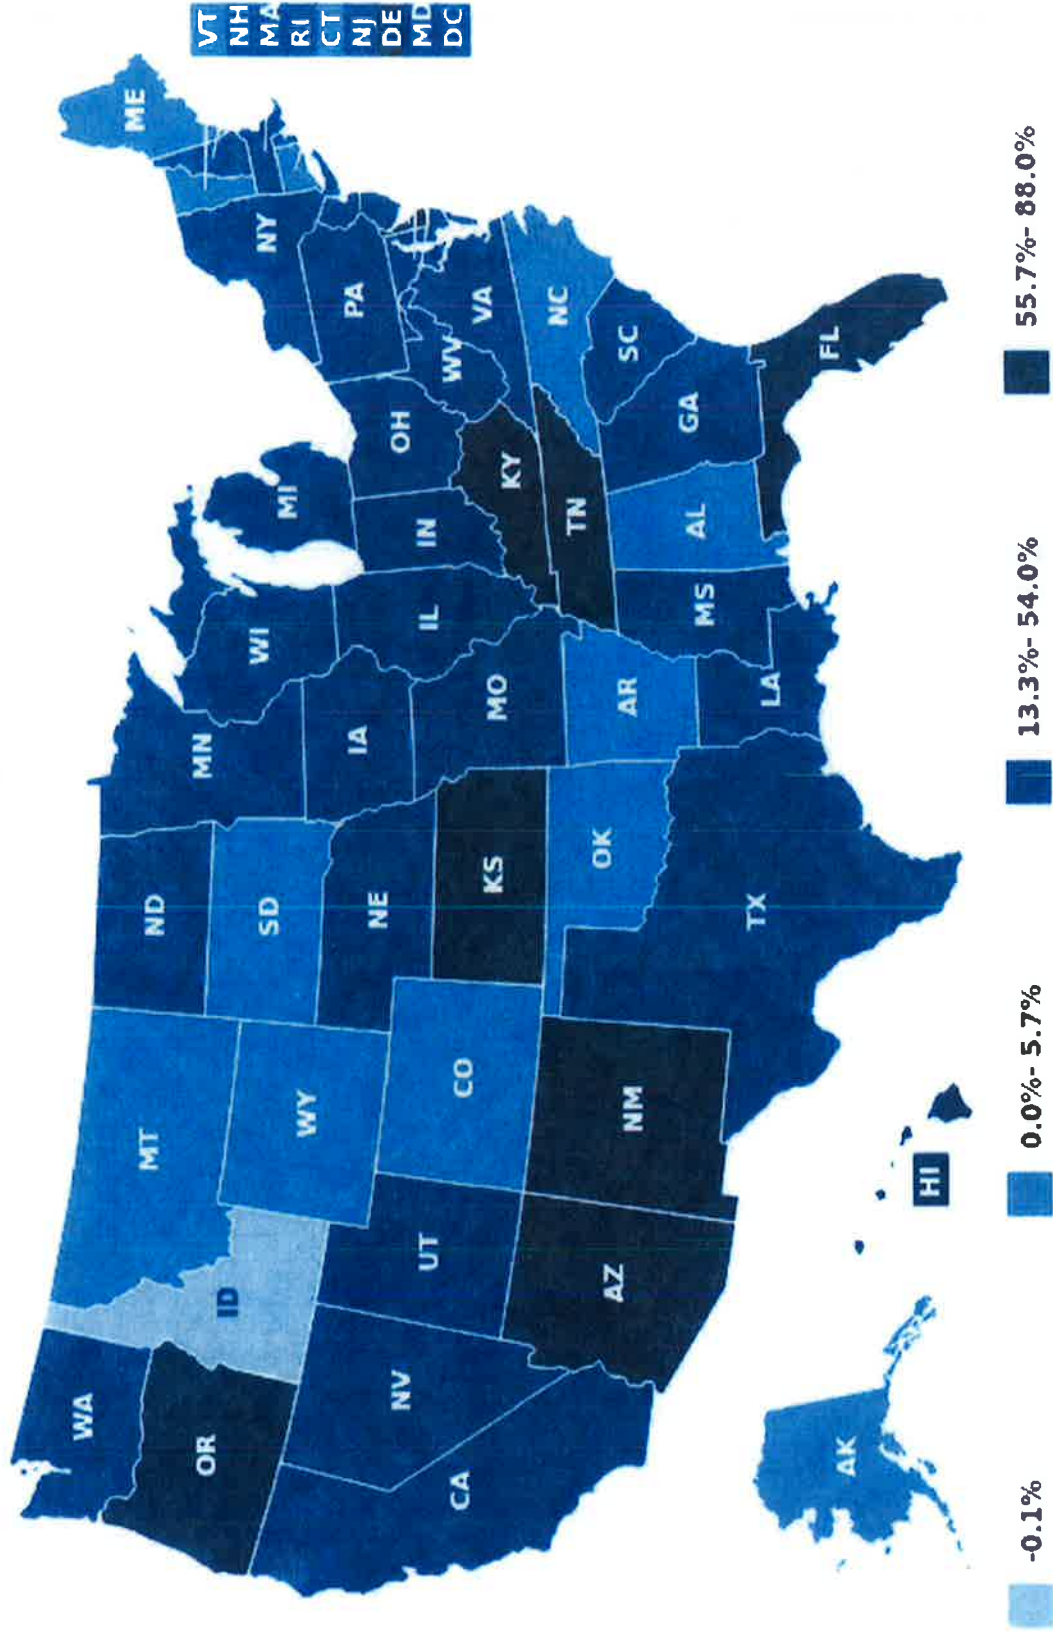 WA
OR
CA
NV
ID
MT
WY
UT
AZ
CO
NM
ND
SD
NE
KS
OK
TX
MN
IA
MO
AR
LA
WI
IL
MS
MI
IN
OH
KY
TN
AL
GA
FL
SC
NC
VA
WV
PA
NY
ME
VT
NH
MA
RI
CT
NJ
DE
MD
DC
AK
HI
-0.1%
0.0%- 5.7%
13.3%- 54.0%
55.7%- 88.0%